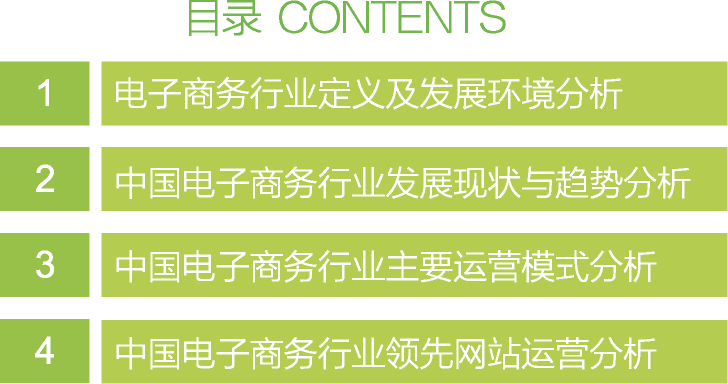 目录 CONTENTS
1 电子商务行业定义及发展环境分析
2 中国电子商务行业发展现状与趋势分析
3 中国电子商务行业主要运营模式分析
4 中国电子商务行业领先网站运营分析